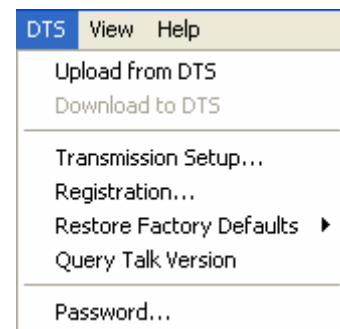 DTS View Help
Upload from DTS
Download to DTS
Transmission Setup...
Registration...
Restore Factory Defaults
Query Talk Version
Password...